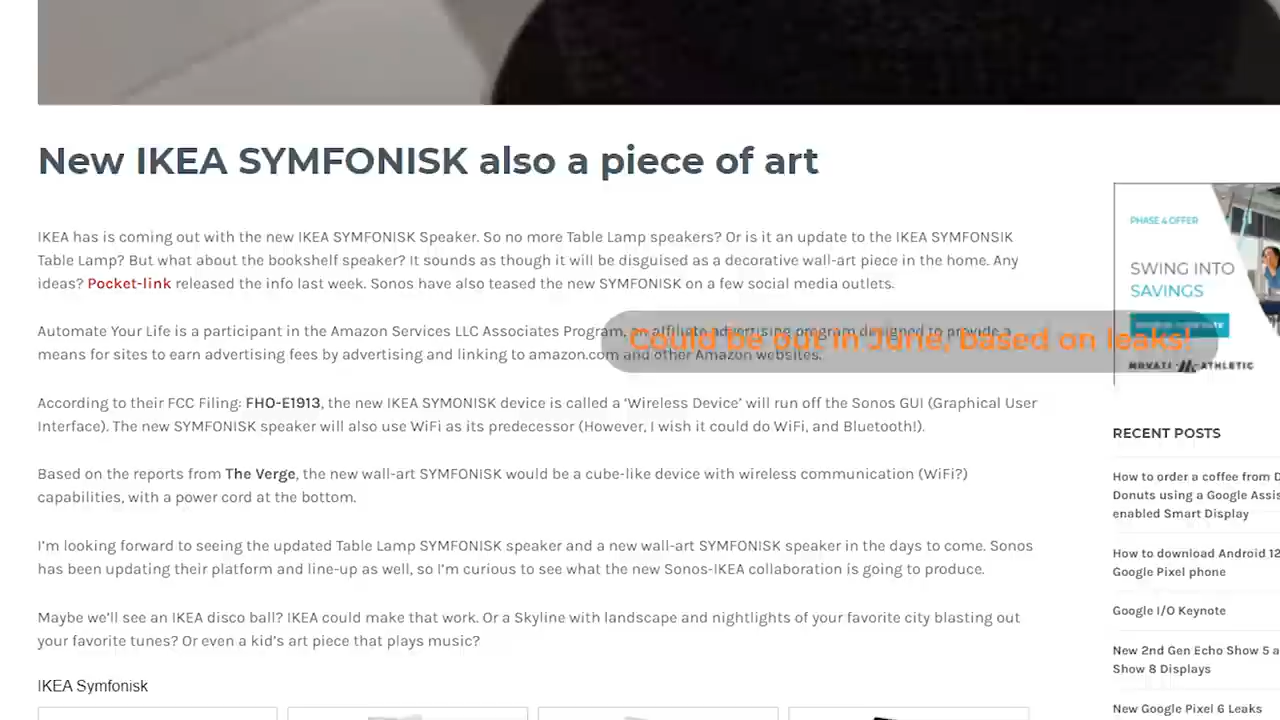 New IKEA SYMFONISK also a piece of art
IKEA has is coming out with the new IKEA SYMFONISK Speaker. So no more Table Lamp speakers? Or is it an update to the IKEA SYMFONSIK
Table Lamp? But what about the bookshelf speaker? It sounds as though it will be disguised as a decorative wall-art piece in the home. Any
ideas? Pocket-link released the info last week. Sonos have also teased the new SYMFONISK on a few social media outlets.
Automate Your Life is a participant in the Amazon Services LLC Associates Program, an affiliate advertising program designed to provide a
means for sites to earn advertising fees by advertising and linking to amazon.com and other Amazon websites.
Could be out in June, based on leaks!
According to their FCC Filing: FHO-E1913, the new IKEA SYMONISK device is called a ‘Wireless Device’ will run off the Sonos GUI (Graphical User
Interface). The new SYMFONISK speaker will also use WiFi as its predecessor (However, I wish it could do WiFi, and Bluetooth!).
Based on the reports from The Verge, the new wall-art SYMFONISK would be a cube-like device with wireless communication (WiFi?)
capabilities, with a power cord at the bottom.
I’m looking forward to seeing the updated Table Lamp SYMFONISK speaker and a new wall-art SYMFONISK speaker in the days to come. Sonos
has been updating their platform and line-up as well, so I’m curious to see what the new Sonos-IKEA collaboration is going to produce.
Maybe we’ll see an IKEA disco ball? IKEA could make that work. Or a Skyline with landscape and nightlights of your favorite city blasting out
your favorite tunes? Or even a kid’s art piece that plays music?
IKEA Symfonisk
PHASE 4 OFFER
SWING INTO
SAVINGS
MOVATI ATHLETIC
RECENT POSTS
How to order a coffee from D
Donuts using a Google Assis
enabled Smart Display
How to download Android 12
Google Pixel phone
Google I/O Keynote
New 2nd Gen Echo Show 5 a
Show 8 Displays
New Google Pixel 6 Leaks